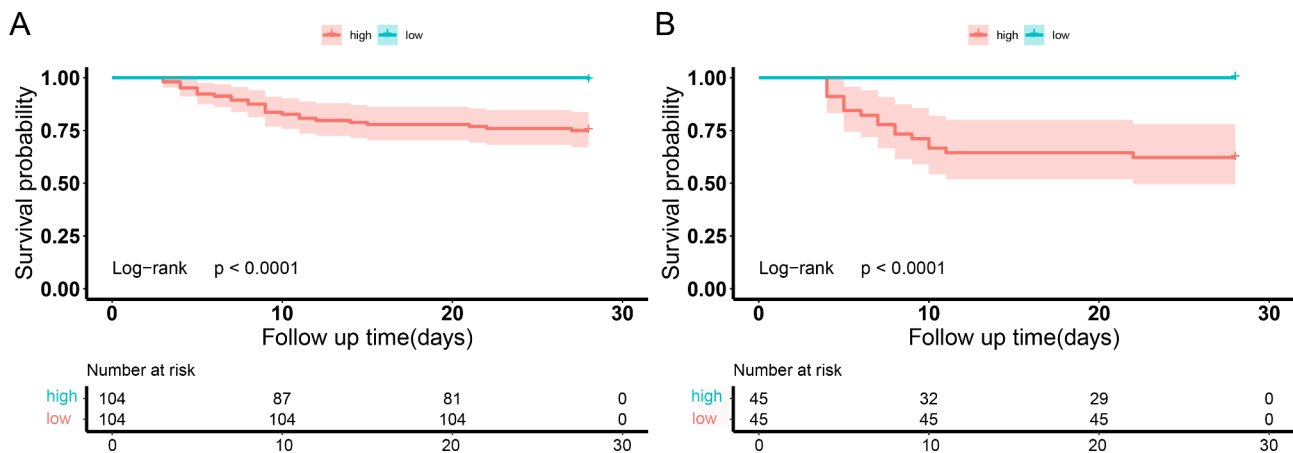 A
high low
Survival probability
1.00
0.75
0.50
0.25
0.00
Log-rank p < 0.0001
0 10 20 30
Follow up time(days)
Number at risk
high 104 87 81 0
low 104 104 104 0
0 10 20 30
B
high low
Survival probability
1.00
0.75
0.50
0.25
0.00
Log-rank p < 0.0001
0 10 20 30
Follow up time(days)
Number at risk
high 45 32 29 0
low 45 45 45 0
0 10 20 30